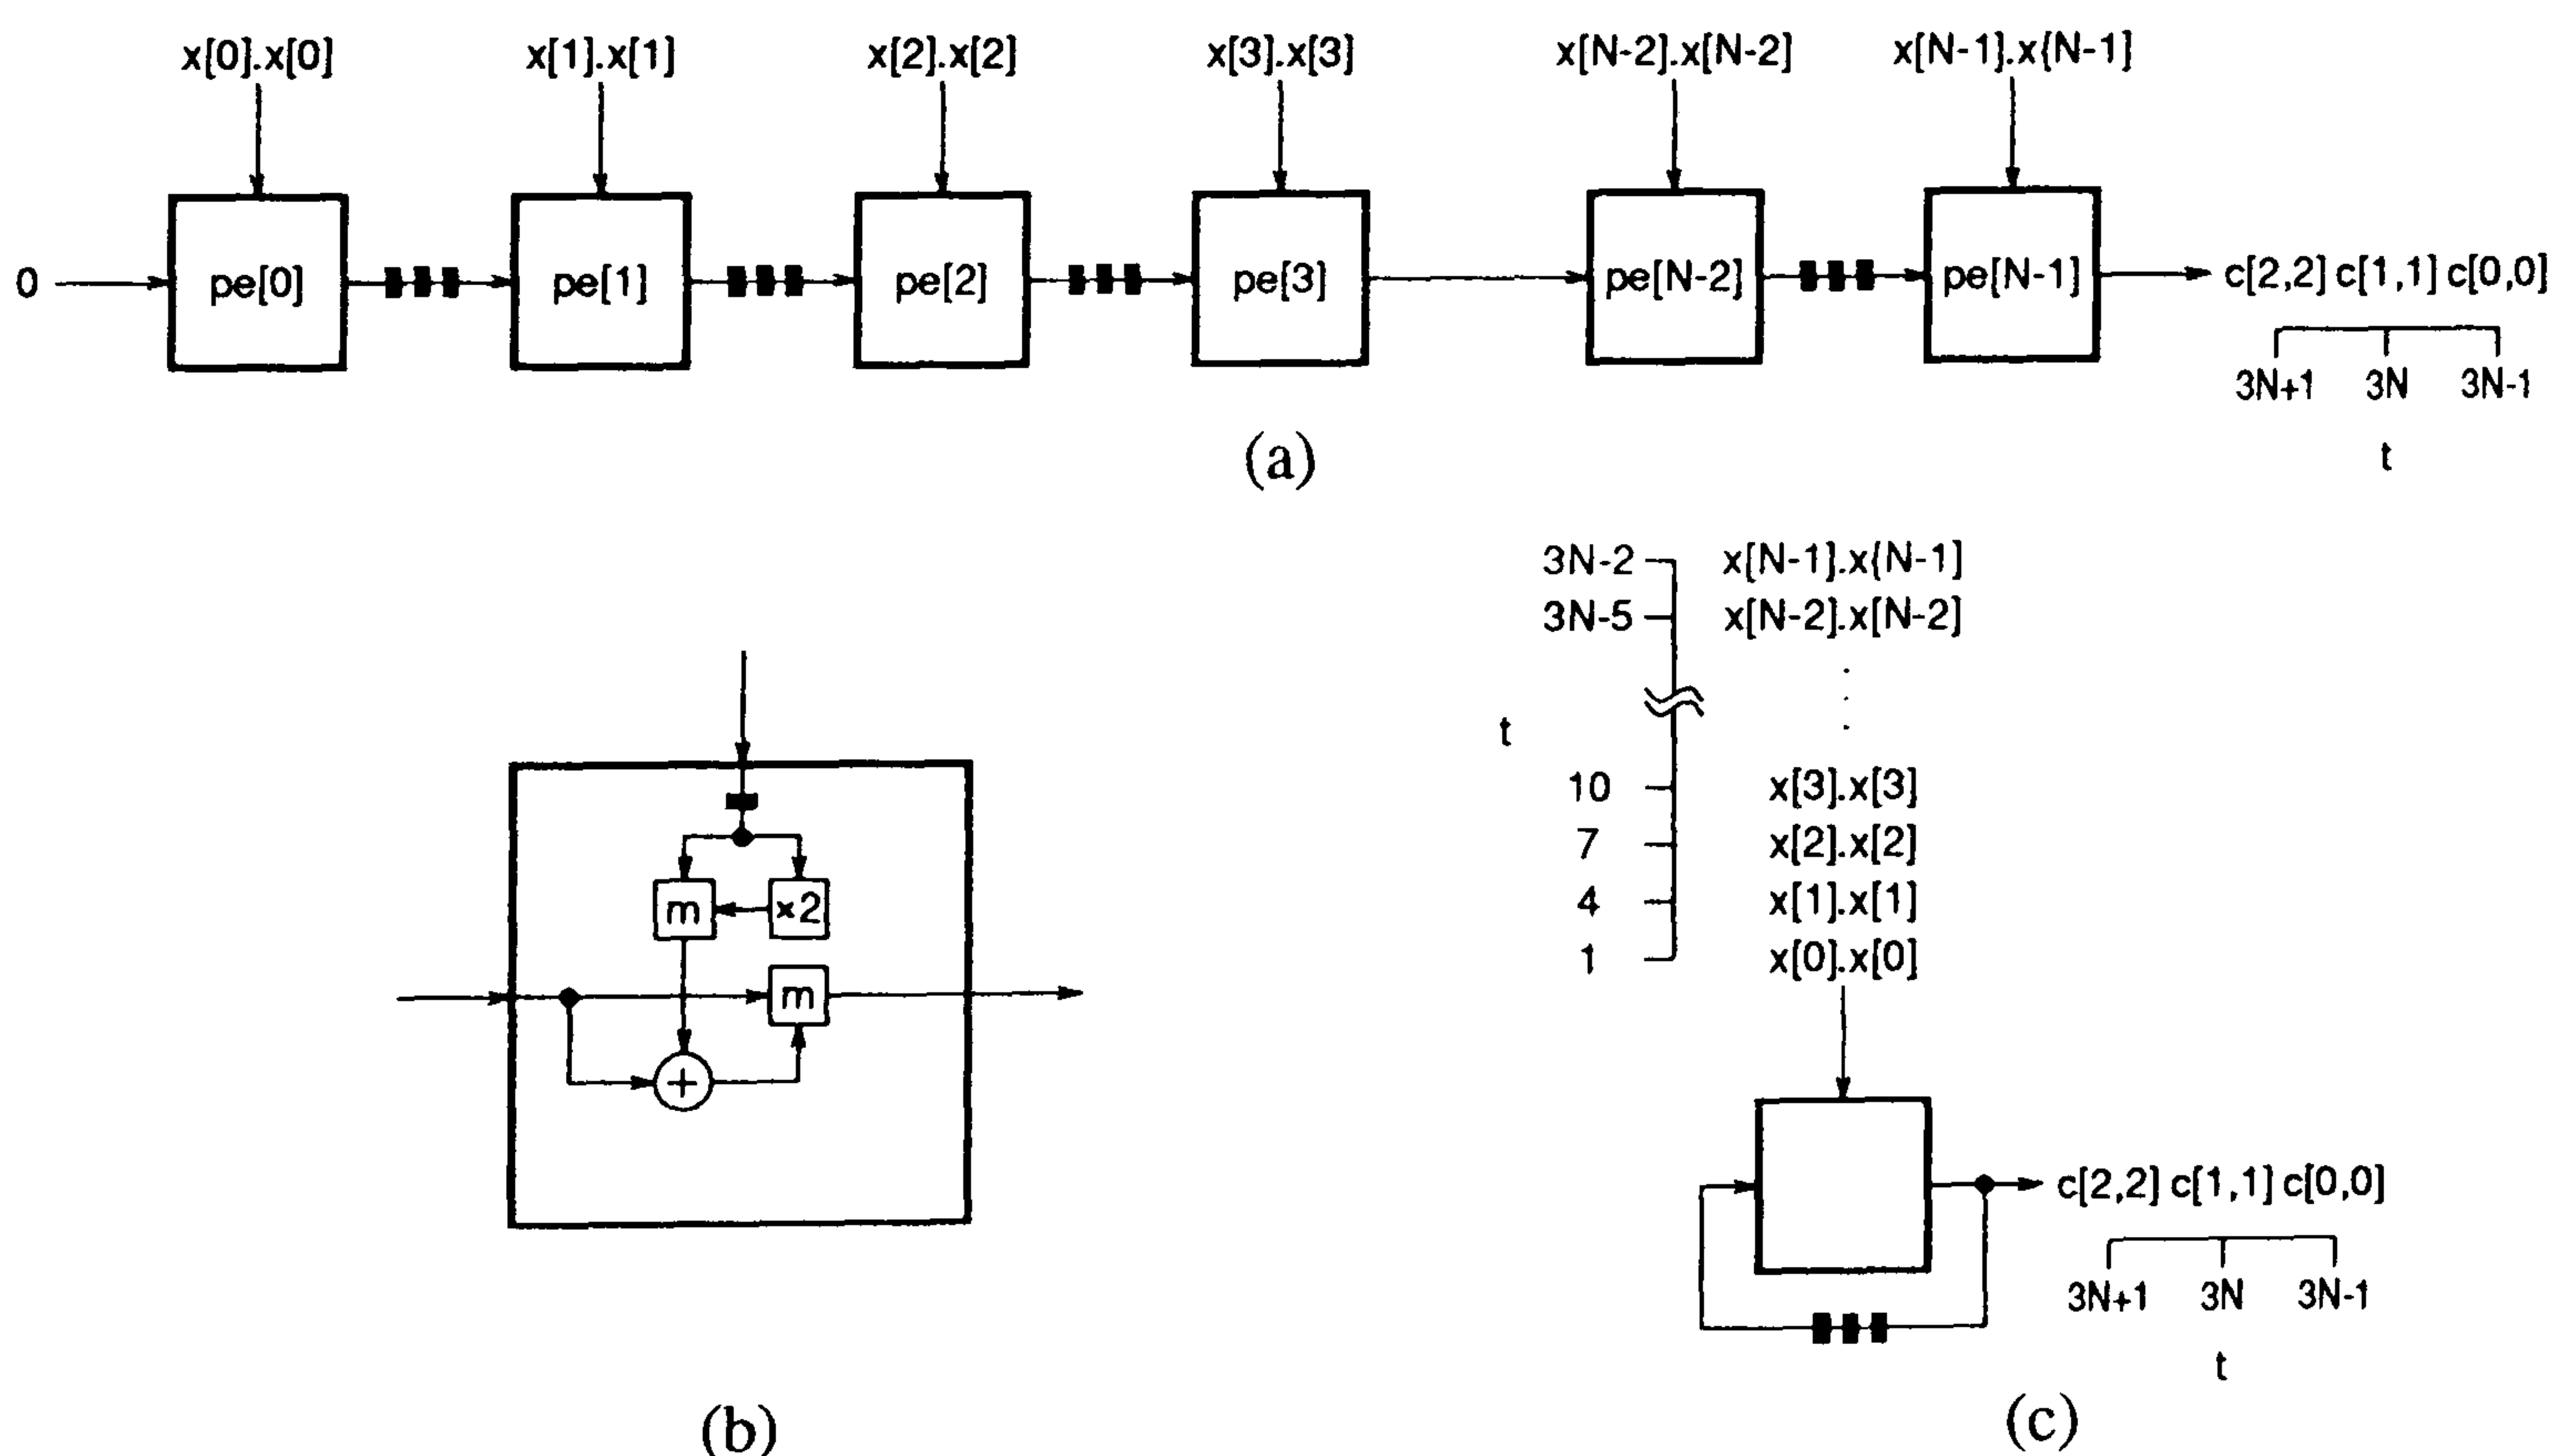 x[0].x[0] x[1].x[1] x[2].x[2] x[3].x[3] x[N-2].x[N-2] x[N-1].x{N-1]
0 pe[0] pe[1] pe[2] pe[3] pe[N-2] pe[N-1] c[2,2] c[1,1] c[0,0]
3N+1 3N 3N-1
t
(a)
3N-2 x[N-1].x{N-1]
3N-5 x[N-2].x[N-2]
t
10 x[3].x[3]
7 x[2].x[2]
4 x[1].x[1]
1 x[0].x[0]
m ×2
m
+
c[2,2] c[1,1] c[0,0]
3N+1 3N 3N-1
t
(b)
(c)